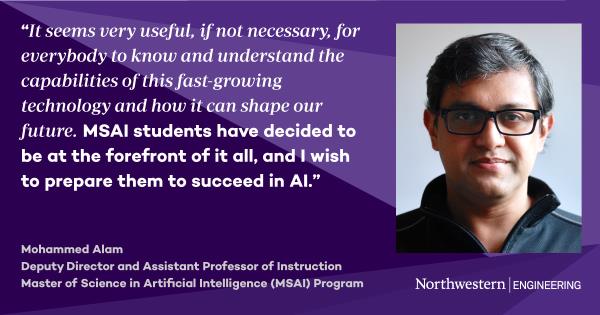 “It seems very useful, if not necessary, for
everybody to know and understand the
capabilities of this fast-growing
technology and how it can shape our
future. MSAI students have decided to
be at the forefront of it all, and I wish
to prepare them to succeed in AI.”
Mohammed Alam
Deputy Director and Assistant Professor of Instruction
Master of Science in Artificial Intelligence (MSAI) Program
Northwestern | ENGINEERING